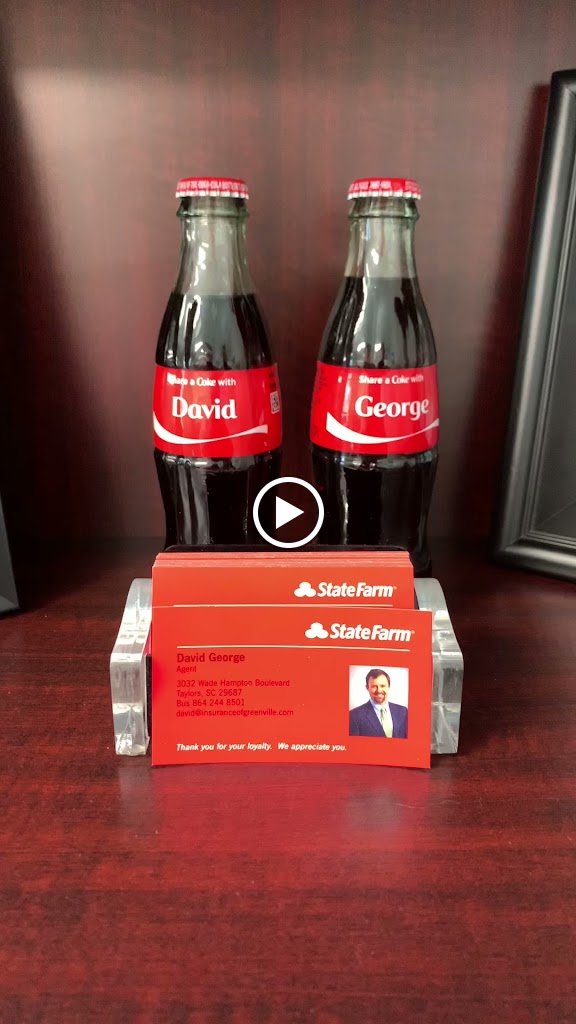 Share a Coke with
David
Share a Coke with
George
StateFarm
StateFarm
David George
Agent
3032 Wade Hampton Boulevard
Taylors, SC 29687
Bus 864 244 8501
david@insuranceofgreenville.com
Thank you for your loyalty. We appreciate you.